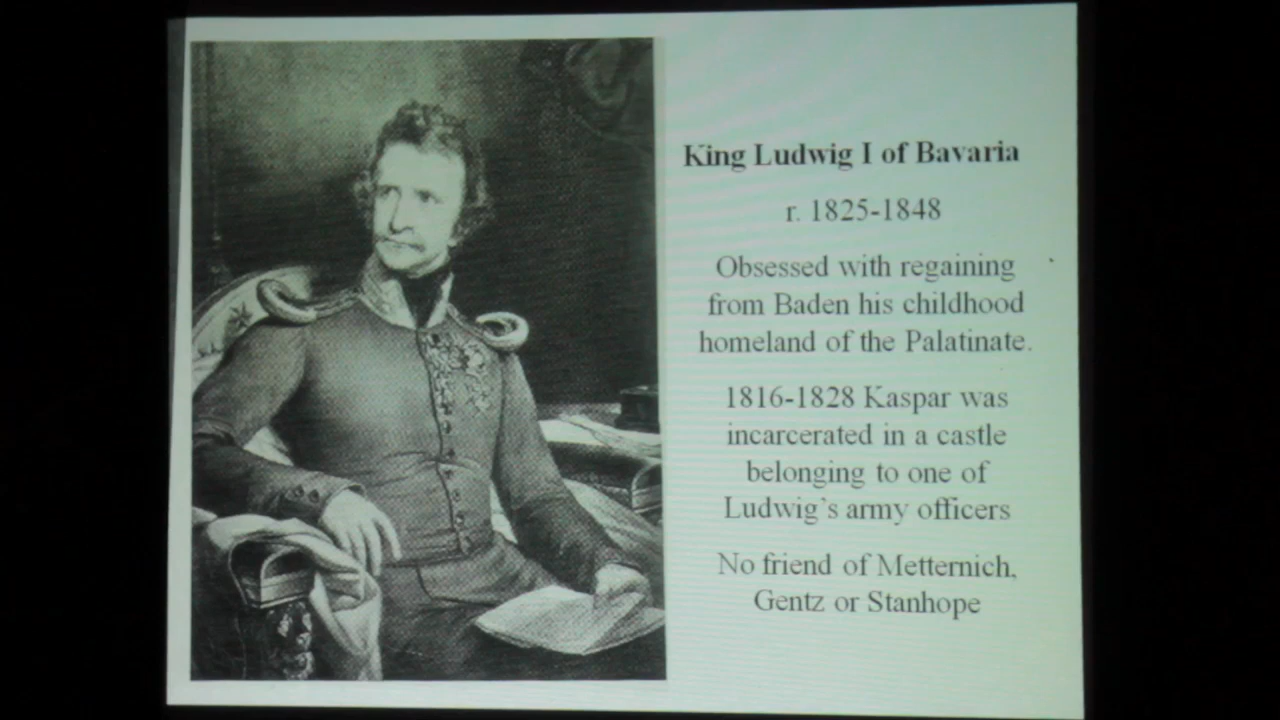 King Ludwig I of Bavaria
r. 1825-1848
Obsessed with regaining
from Baden his childhood
homeland of the Palatinate.
1816-1828 Kaspar was
incarcerated in a castle
belonging to one of
Ludwig`s army officers
No friend of Metternich,
Gentz or Stanhope